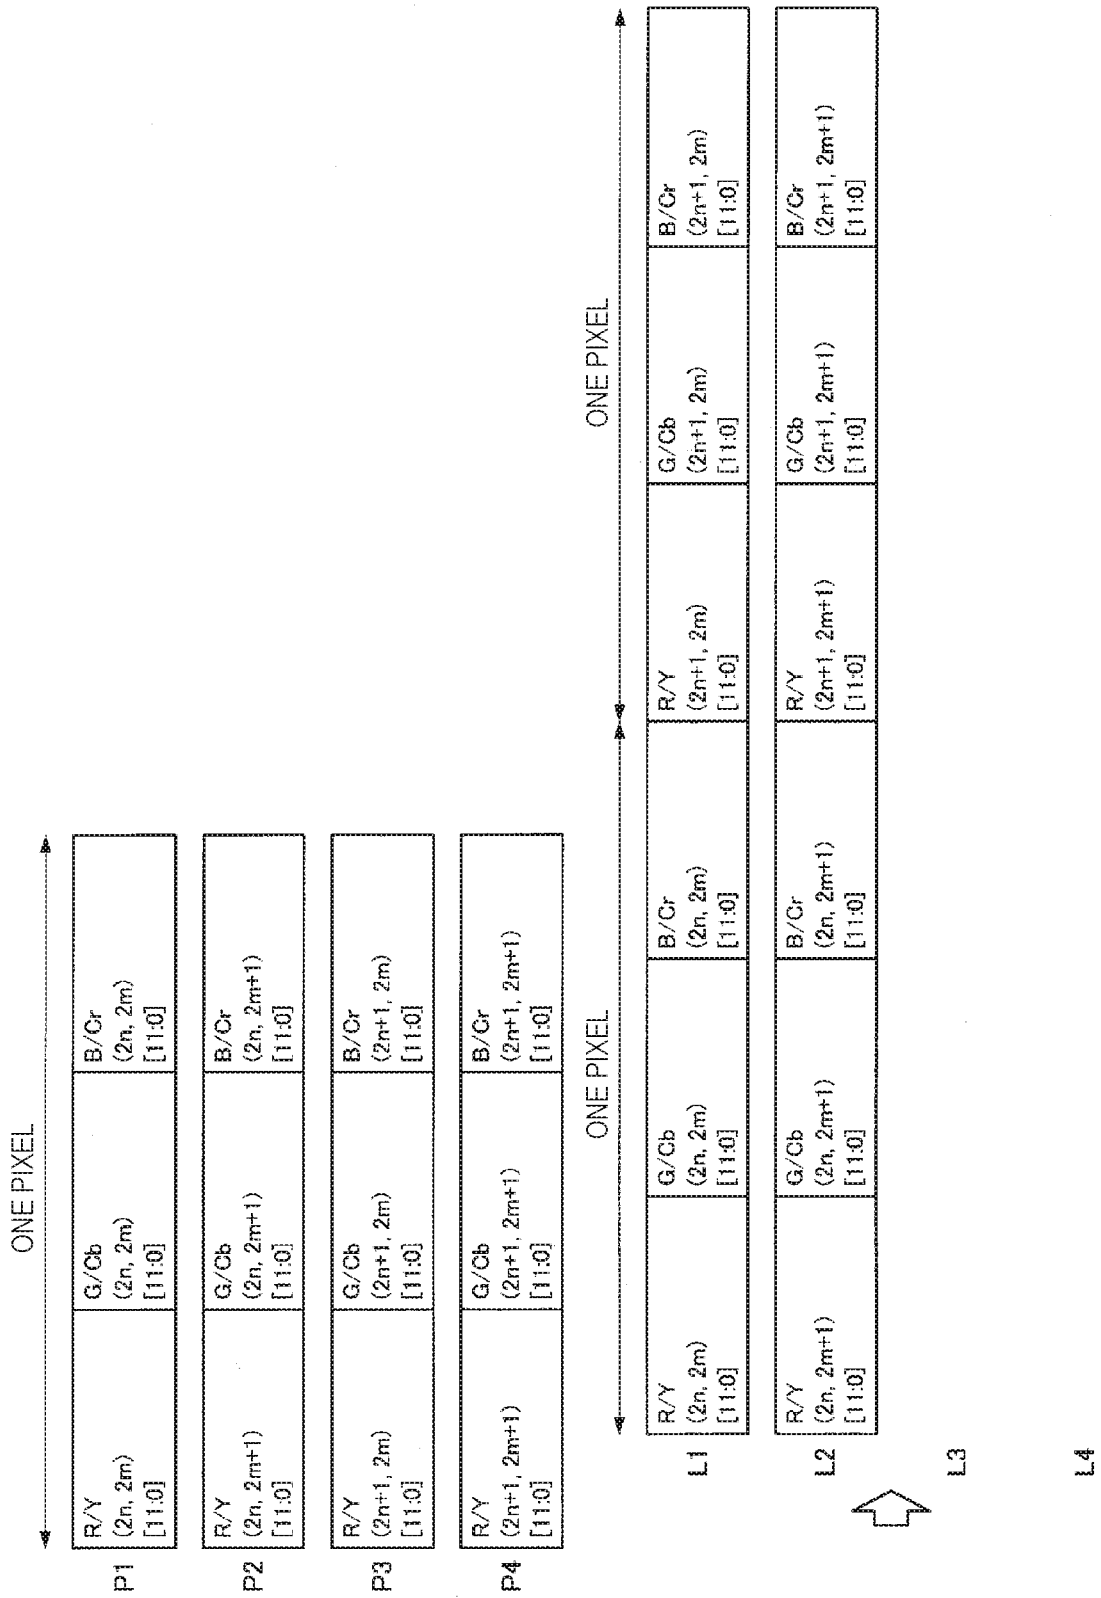 ONE PIXEL
P1
R/Y
(2n, 2m)
[11:0]
G/Cb
(2n, 2m)
[11:0]
B/Cr
(2n, 2m)
[11:0]
P2
R/Y
(2n, 2m+1)
[11:0]
G/Cb
(2n, 2m+1)
[11:0]
B/Cr
(2n, 2m+1)
[11:0]
P3
R/Y
(2n+1, 2m)
[11:0]
G/Cb
(2n+1, 2m)
[11:0]
B/Cr
(2n+1, 2m)
[11:0]
P4
R/Y
(2n+1, 2m+1)
[11:0]
G/Cb
(2n+1, 2m+1)
[11:0]
B/Cr
(2n+1, 2m+1)
[11:0]
ONE PIXEL
ONE PIXEL
L1
R/Y
(2n, 2m)
[11:0]
G/Cb
(2n, 2m)
[11:0]
B/Cr
(2n, 2m)
[11:0]
R/Y
(2n+1, 2m)
[11:0]
G/Cb
(2n+1, 2m)
[11:0]
B/Cr
(2n+1, 2m)
[11:0]
L2
R/Y
(2n, 2m+1)
[11:0]
G/Cb
(2n, 2m+1)
[11:0]
B/Cr
(2n, 2m+1)
[11:0]
R/Y
(2n+1, 2m+1)
[11:0]
G/Cb
(2n+1, 2m+1)
[11:0]
B/Cr
(2n+1, 2m+1)
[11:0]
L3
L4